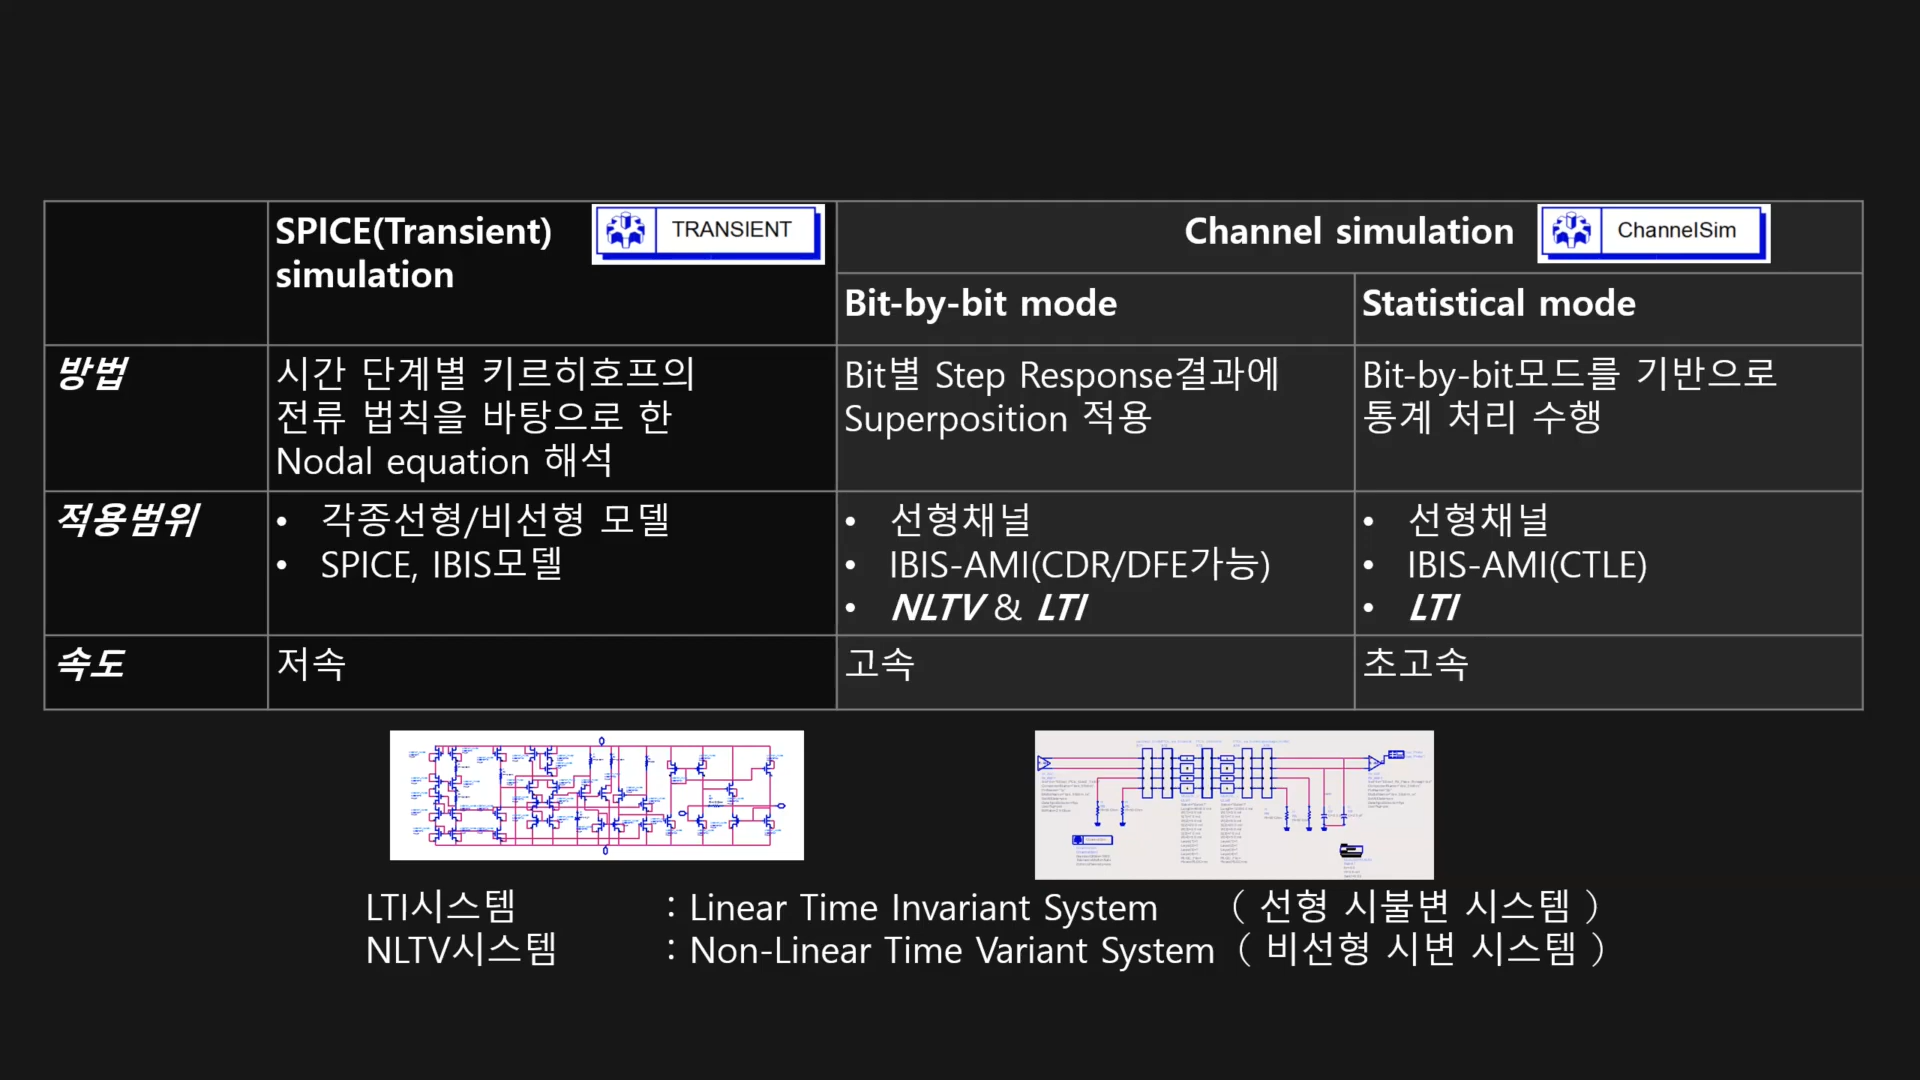 SPICE(Transient)
simulation
TRANSIENT
Channel simulation
ChannelSim
Bit-by-bit mode
Statistical mode
방법
시간 단계별 키르히호프의
전류 법칙을 바탕으로 한
Nodal equation 해석
Bit별 Step Response결과에
Superposition 적용
Bit-by-bit모드를 기반으로
통계 처리 수행
적용범위
• 각종선형/비선형 모델
• SPICE, IBIS모델
• 선형채널
• IBIS-AMI(CDR/DFE가능)
• NLTV & LTI
• 선형채널
• IBIS-AMI(CTLE)
• LTI
속도
저속
고속
초고속
LTI시스템 : Linear Time Invariant System ( 선형 시불변 시스템 )
NLTV시스템 : Non-Linear Time Variant System ( 비선형 시변 시스템 )